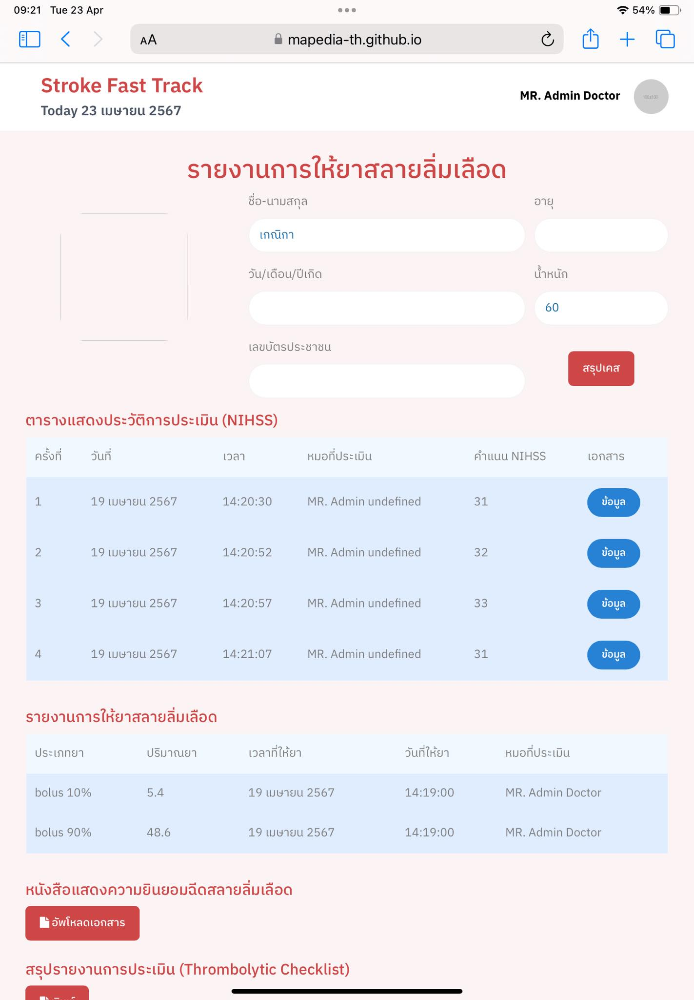 09:21 Tue 23 Apr
54%
AA mapedia-th.github.io
Stroke Fast Track
Today 23 เมษายน 2567
MR. Admin Doctor
100x100
รายงานการให้ยาสลายลิ่มเลือด
ชื่อ-นามสกุล อายุ
เกณิกา
วัน/เดือน/ปีเกิด น้ำหนัก
60
เลขบัตรประชาชน
สรุปเคส
ตารางแสดงประวัติการประเมิน (NIHSS)
ครั้งที่ วันที่ เวลา หมอที่ประเมิน คำแนน NIHSS เอกสาร
1 19 เมษายน 2567 14:20:30 MR. Admin undefined 31 ข้อมูล
2 19 เมษายน 2567 14:20:52 MR. Admin undefined 32 ข้อมูล
3 19 เมษายน 2567 14:20:57 MR. Admin undefined 33 ข้อมูล
4 19 เมษายน 2567 14:21:07 MR. Admin undefined 31 ข้อมูล
รายงานการให้ยาสลายลิ่มเลือด
ประเภทยา ปริมาณยา เวลาที่ให้ยา วันที่ให้ยา หมอที่ประเมิน
bolus 10% 5.4 19 เมษายน 2567 14:19:00 MR. Admin Doctor
bolus 90% 48.6 19 เมษายน 2567 14:19:00 MR. Admin Doctor
หนังสือแสดงความยินยอมฉีดสลายลิ่มเลือด
อัพโหลดเอกสาร
สรุปรายงานการประเมิน (Thrombolytic Checklist)